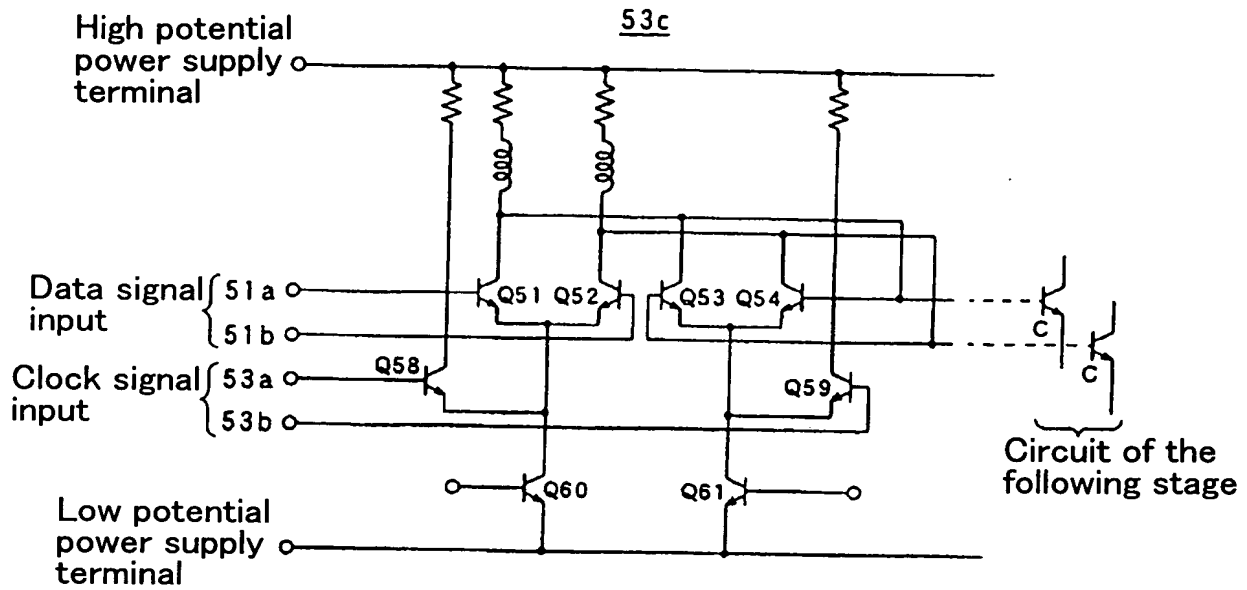 53c
High potential
power supply
terminal
Data signal
input
51a
51b
Q51
Q52
Q53
Q54
C
C
Clock signal
input
53a
53b
Q58
Q59
Circuit of the
following stage
Q60
Q61
Low potential
power supply
terminal